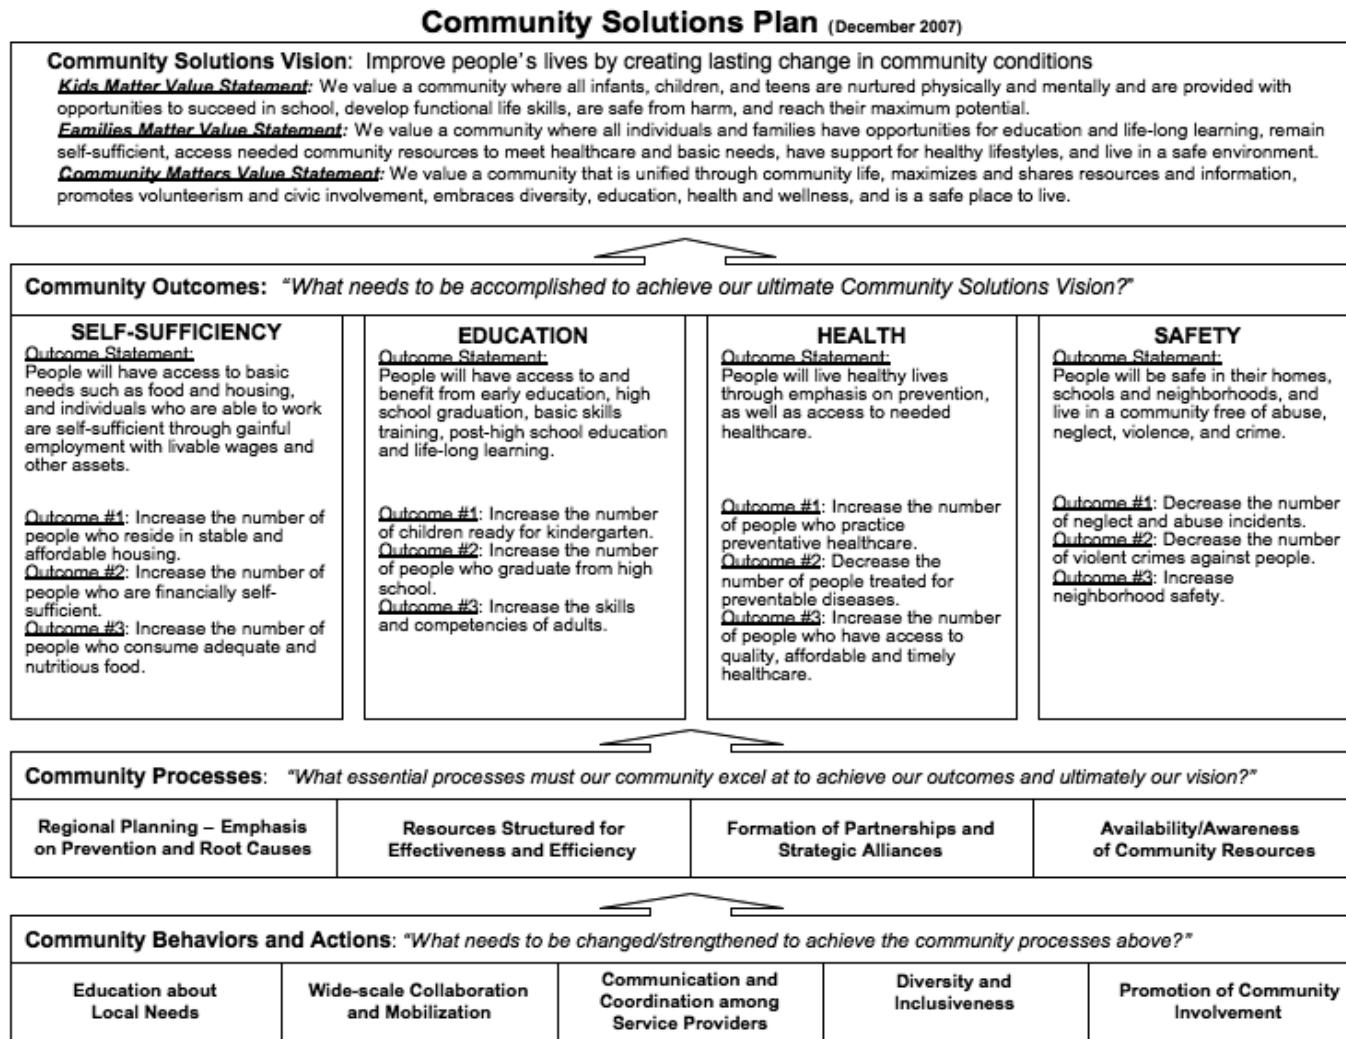 Community Solutions Plan (December 2007)
Community Solutions Vision: Improve people's lives by creating lasting change in community conditions
Kids Matter Value Statement: We value a community where all infants, children, and teens are nurtured physically and mentally and are provided with
opportunities to succeed in school, develop functional life skills, are safe from harm, and reach their maximum potential.
Families Matter Value Statement: We value a community where all individuals and families have opportunities for education and life-long learning, remain
self-sufficient, access needed community resources to meet healthcare and basic needs, have support for healthy lifestyles, and live in a safe environment.
Community Matters Value Statement: We value a community that is unified through community life, maximizes and shares resources and information,
promotes volunteerism and civic involvement, embraces diversity, education, health and wellness, and is a safe place to live.
Community Outcomes: "What needs to be accomplished to achieve our ultimate Community Solutions Vision?"
SELF-SUFFICIENCY
Outcome Statement:
People will have access to basic
needs such as food and housing,
and individuals who are able to work
are self-sufficient through gainful
employment with livable wages and
other assets.
Outcome #1: Increase the number of
people who reside in stable and
affordable housing.
Outcome #2: Increase the number of
people who are financially self-
sufficient.
Outcome #3: Increase the number of
people who consume adequate and
nutritious food.
EDUCATION
Outcome Statement:
People will have access to and
benefit from early education, high
school graduation, basic skills
training, post-high school education
and life-long learning.
Outcome #1: Increase the number
of children ready for kindergarten.
Outcome #2: Increase the number
of people who graduate from high
school.
Outcome #3: Increase the skills
and competencies of adults.
HEALTH
Outcome Statement:
People will live healthy lives
through emphasis on prevention,
as well as access to needed
healthcare.
Outcome #1: Increase the number
of people who practice
preventative healthcare.
Outcome #2: Decrease the
number of people treated for
preventable diseases.
Outcome #3: Increase the number
of people who have access to
quality, affordable and timely
healthcare.
SAFETY
Outcome Statement:
People will be safe in their homes,
schools and neighborhoods, and
live in a community free of abuse,
neglect, violence, and crime.
Outcome #1: Decrease the number
of neglect and abuse incidents.
Outcome #2: Decrease the number
of violent crimes against people.
Outcome #3: Increase
neighborhood safety.
Community Processes: "What essential processes must our community excel at to achieve our outcomes and ultimately our vision?"
Regional Planning – Emphasis
on Prevention and Root Causes
Resources Structured for
Effectiveness and Efficiency
Formation of Partnerships and
Strategic Alliances
Availability/Awareness
of Community Resources
Community Behaviors and Actions: "What needs to be changed/strengthened to achieve the community processes above?"
Education about
Local Needs
Wide-scale Collaboration
and Mobilization
Communication and
Coordination among
Service Providers
Diversity and
Inclusiveness
Promotion of Community
Involvement